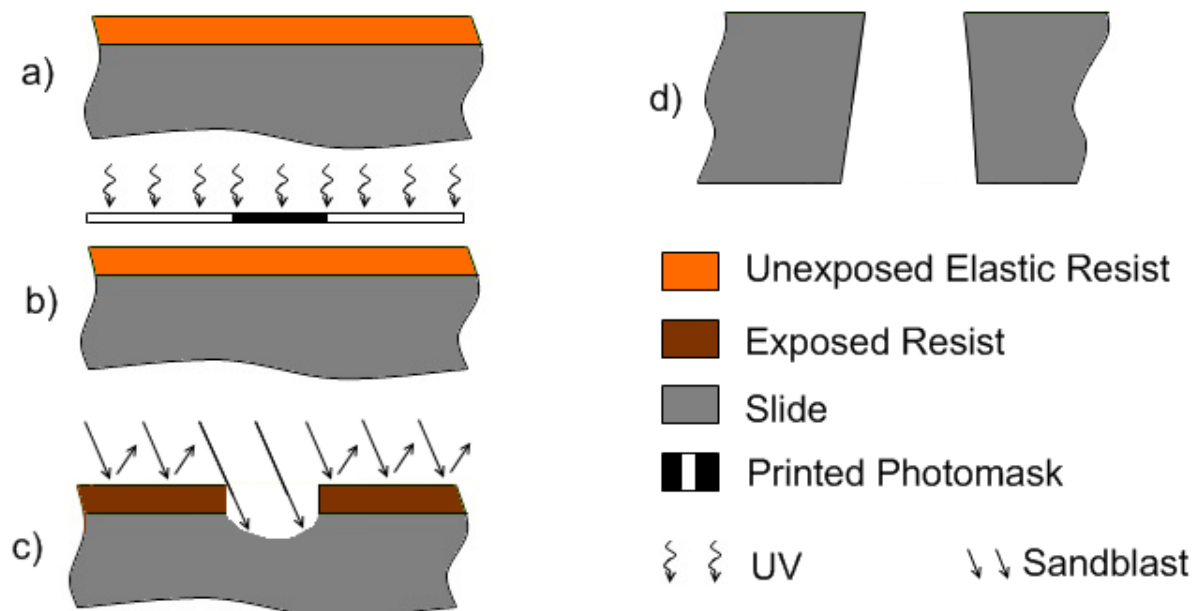 a)
b)
c)
d)
Unexposed Elastic Resist
Exposed Resist
Slide
Printed Photomask
UV
Sandblast